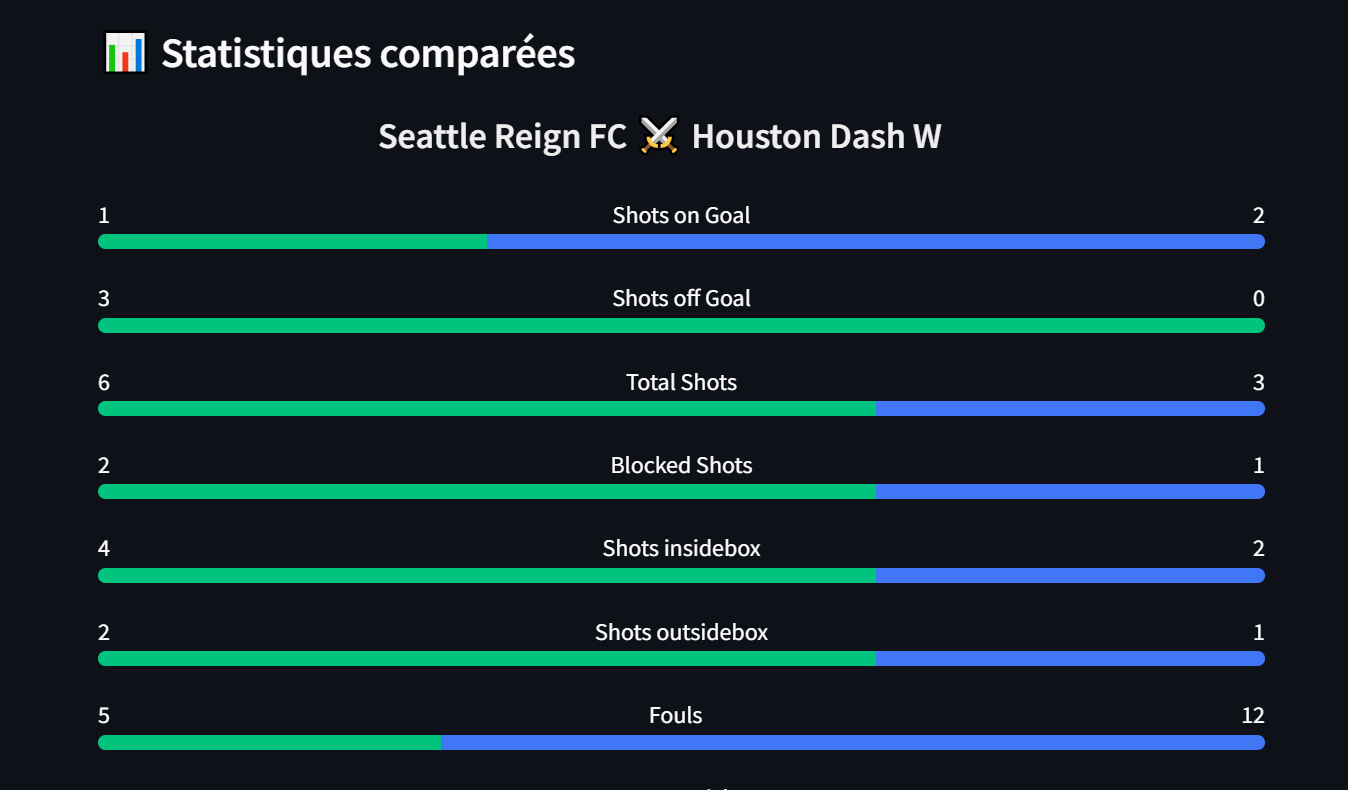 Statistiques comparées
Seattle Reign FC ⚔️ Houston Dash W
1 Shots on Goal 2
3 Shots off Goal 0
6 Total Shots 3
2 Blocked Shots 1
4 Shots insidebox 2
2 Shots outsidebox 1
5 Fouls 12